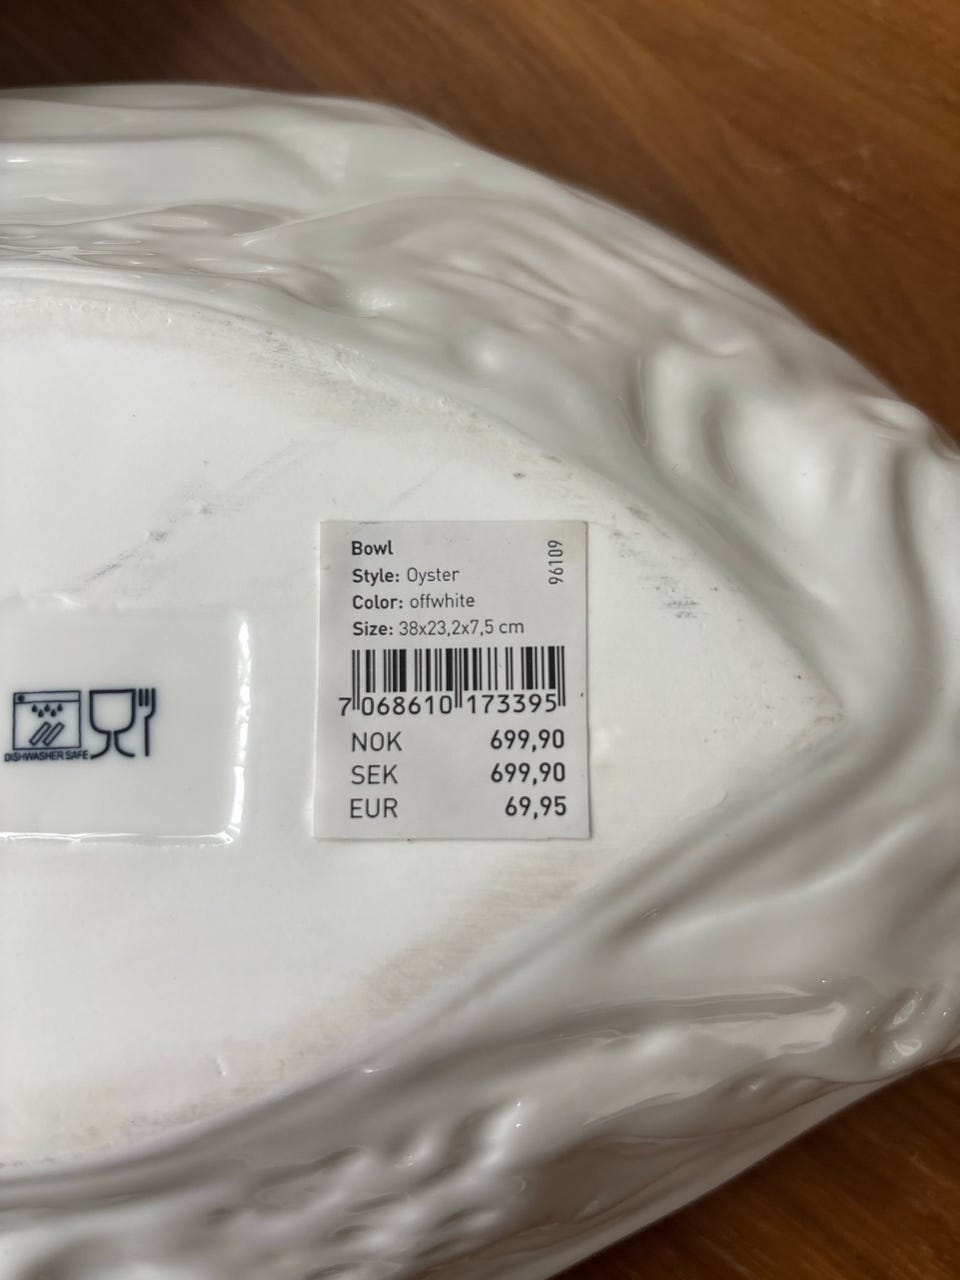 Bowl
Style: Oyster
Color: offwhite
Size: 38x23,2x7,5 cm
96109
7 068610 173395
NOK 699,90
SEK 699,90
EUR 69,95
DISHWASHER SAFE